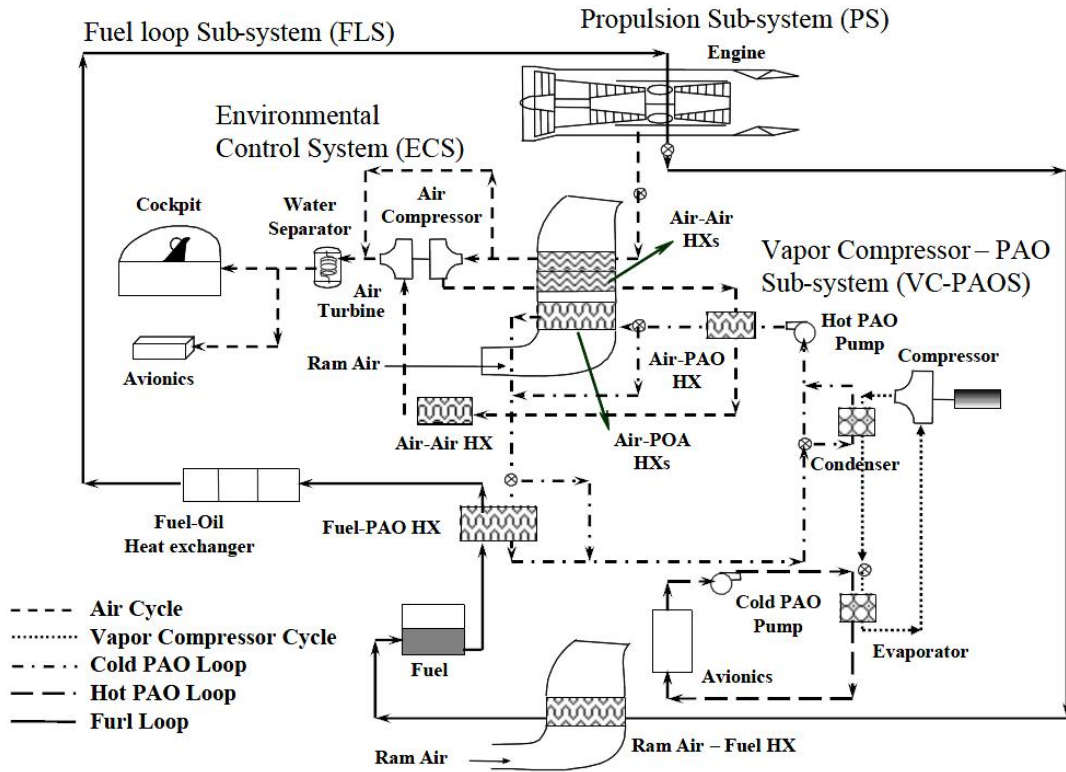 Propulsion Sub-system (PS)
Fuel loop Sub-system (FLS)
Engine
Environmental
Control System (ECS)
Cockpit
Water
Separator
Air
Compressor
Air-Air
HXs
Vapor Compressor – PAO
Sub-system (VC-PAOS)
Air
Turbine
Hot PAO
Pump
Compressor
Ram Air
Air-PAO
HX
Avionics
Air-Air HX
Air-POA
HXs
Condenser
Fuel-Oil
Heat exchanger
Fuel-PAO HX
Cold PAO
Pump
Evaporator
Air Cycle
Vapor Compressor Cycle
Cold PAO Loop
Hot PAO Loop
Furl Loop
Fuel
Avionics
Ram Air
Ram Air – Fuel HX